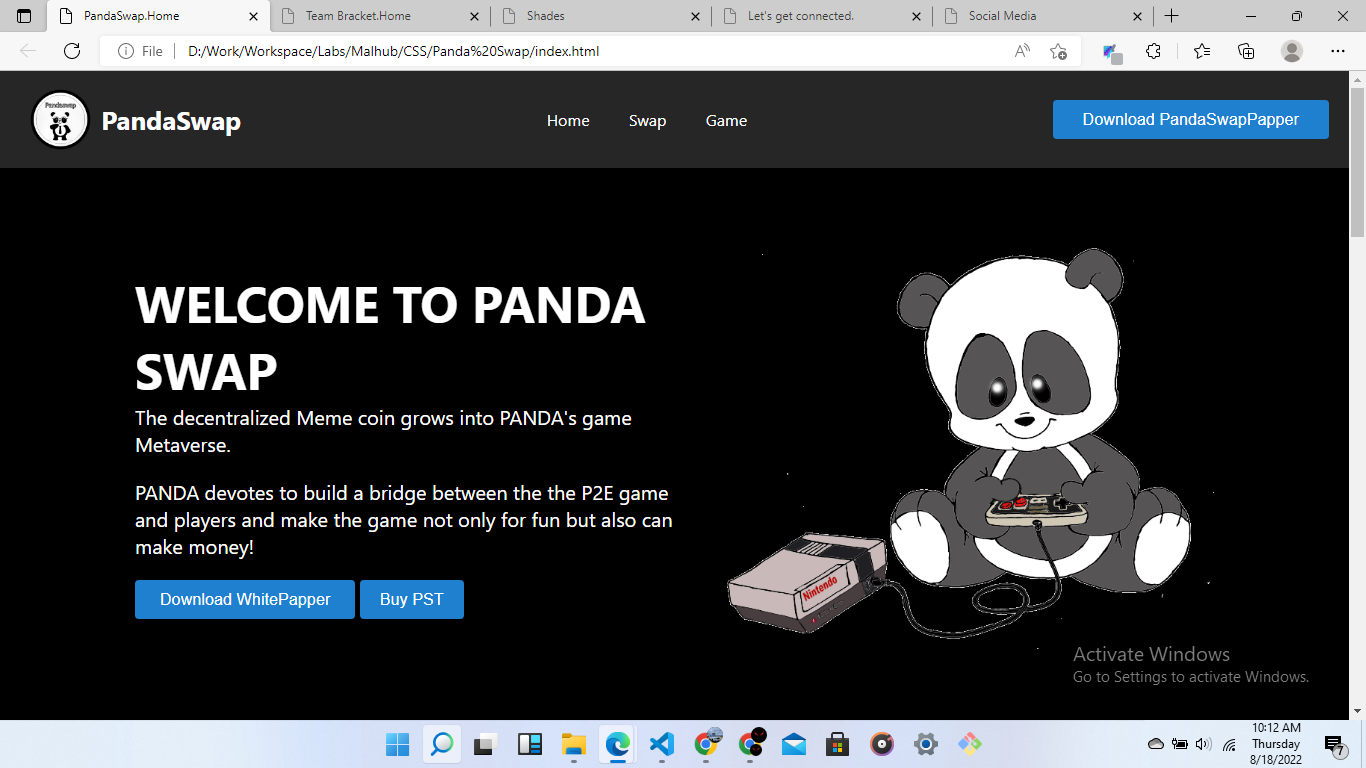 PandaSwap.Home
Team Bracket.Home
Shades
Let's get connected.
Social Media
File
D:/Work/Workspace/Labs/Malhub/CSS/Panda%20Swap/index.html
Pandaswap
PandaSwap
Home
Swap
Game
Download PandaSwapPapper
WELCOME TO PANDA
SWAP
The decentralized Meme coin grows into PANDA's game
Metaverse.
PANDA devotes to build a bridge between the the P2E game
and players and make the game not only for fun but also can
make money!
Download WhitePapper
Buy PST
Nintendo
Activate Windows
Go to Settings to activate Windows.
10:12 AM
Thursday
8/18/2022
7